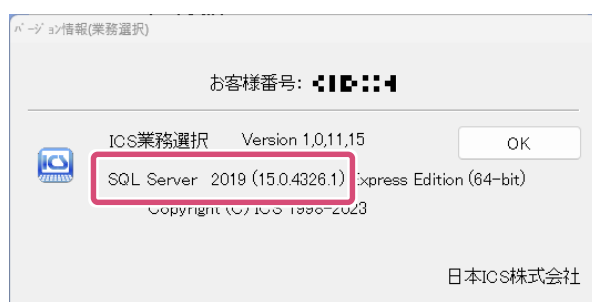 バージョン情報(業務選択)
お客様番号:
ICS業務選択 Version 1,0,11,15
OK
SQL Server 2019 (15.0.4326.1) Express Edition (64-bit)
Copyright (C) ICS 1998-2023
日本ICS株式会社